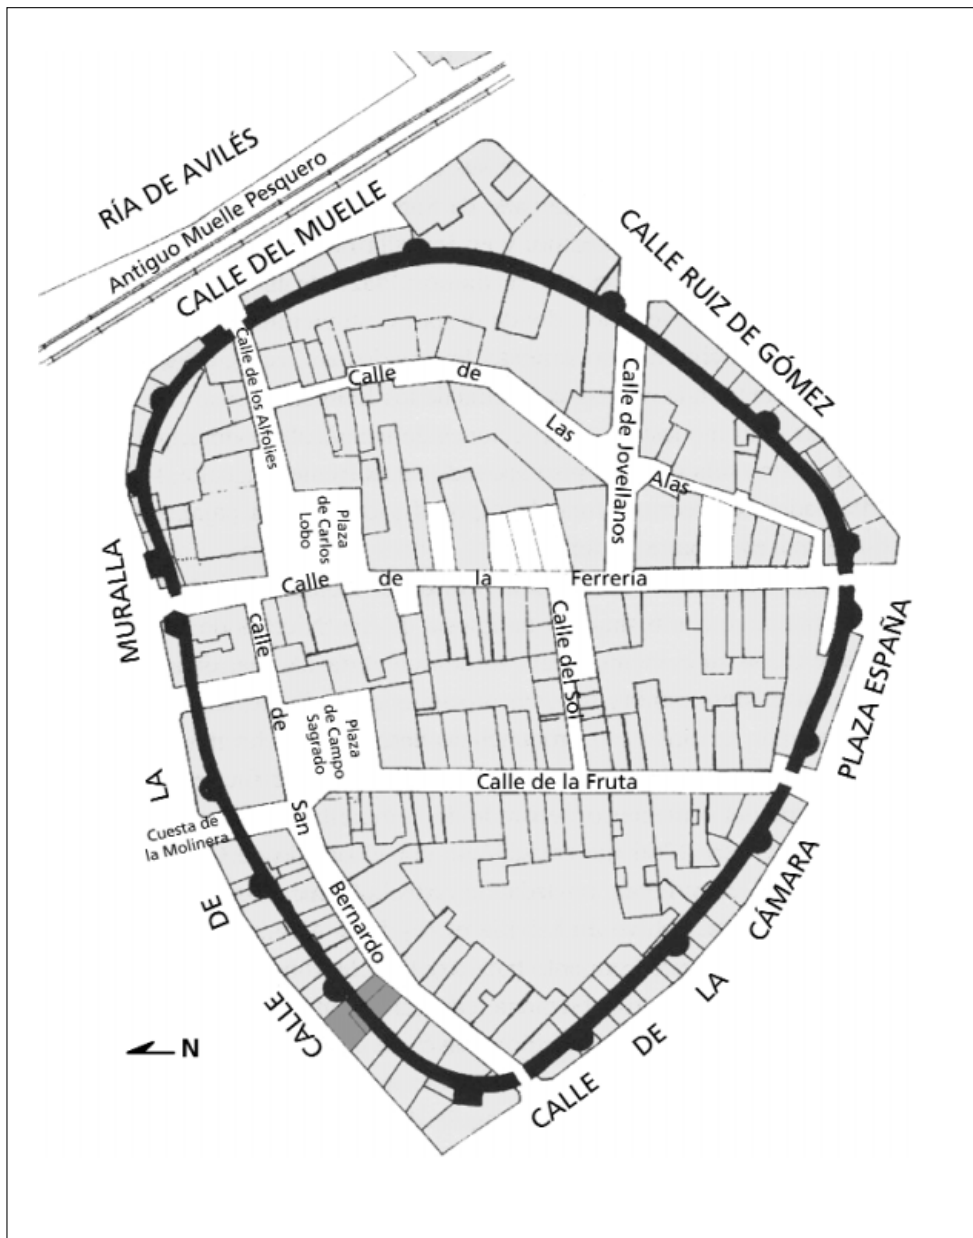 RÍA DE AVILÉS
Antiguo Muelle Pesquero
CALLE DEL MUELLE
CALLE RUIZ DE GÓMEZ
Calle de los Alfolies
Calle de Las Alas
Calle de Jovellanos
Plaza
de Carlos
Lobo
Calle de la Ferrería
MURALLA
calle de San Bernardo
Calle del Sol
PLAZA ESPAÑA
Plaza
de Campo
Sagrado
Calle de la Fruta
Cuesta de
la Molinera
CALLE DE LA
CALLE DE LA CÁMARA
N